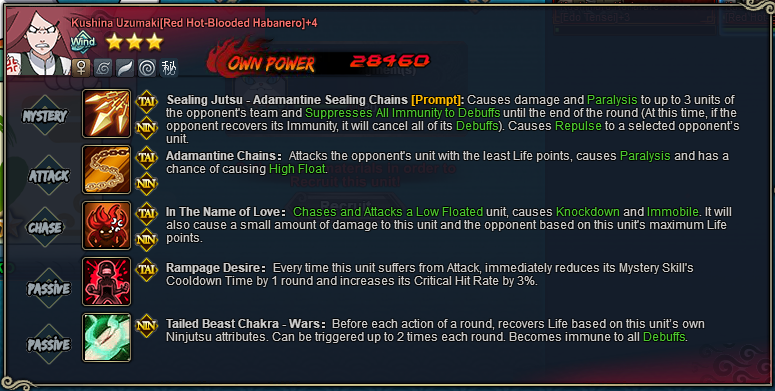 Kushina Uzumaki[Red Hot-Blooded Habanero]+4
Wind
秘
OWN POWER 28460
MYSTERY
TAI
NIN
Sealing Jutsu - Adamantine Sealing Chains [Prompt]: Causes damage and Paralysis to up to 3 units
of the opponent's team and Suppresses All Immunity to Debuffs until the end of the round (At this time, if the
opponent recovers its Immunity, it will cancel all of its Debuffs). Causes Repulse to a selected opponent's
unit.
ATTACK
TAI
NIN
Adamantine Chains: Attacks the opponent's unit with the least Life points, causes Paralysis and has a
chance of causing High Float.
CHASE
TAI
NIN
In The Name of Love: Chases and Attacks a Low Floated unit, causes Knockdown and Immobile. It will
also cause a small amount of damage to this unit and the opponent based on this unit's maximum Life
points.
PASSIVE
TAI
Rampage Desire: Every time this unit suffers from Attack, immediately reduces its Mystery Skill's
Cooldown Time by 1 round and increases its Critical Hit Rate by 3%.
PASSIVE
NIN
Tailed Beast Chakra - Wars: Before each action of a round, recovers Life based on this unit's own
Ninjutsu attributes. Can be triggered up to 2 times each round. Becomes immune to all Debuffs.